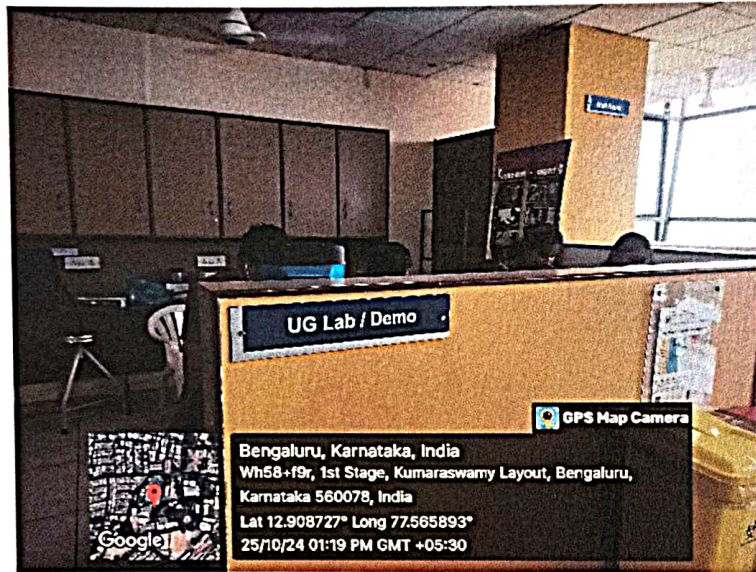 UG Lab / Demo
GPS Map Camera
Bengaluru, Karnataka, India
Wh58+f9r, 1st Stage, Kumaraswamy Layout, Bengaluru,
Karnataka 560078, India
Lat 12.908727° Long 77.565893°
25/10/24 01:19 PM GMT +05:30
Google